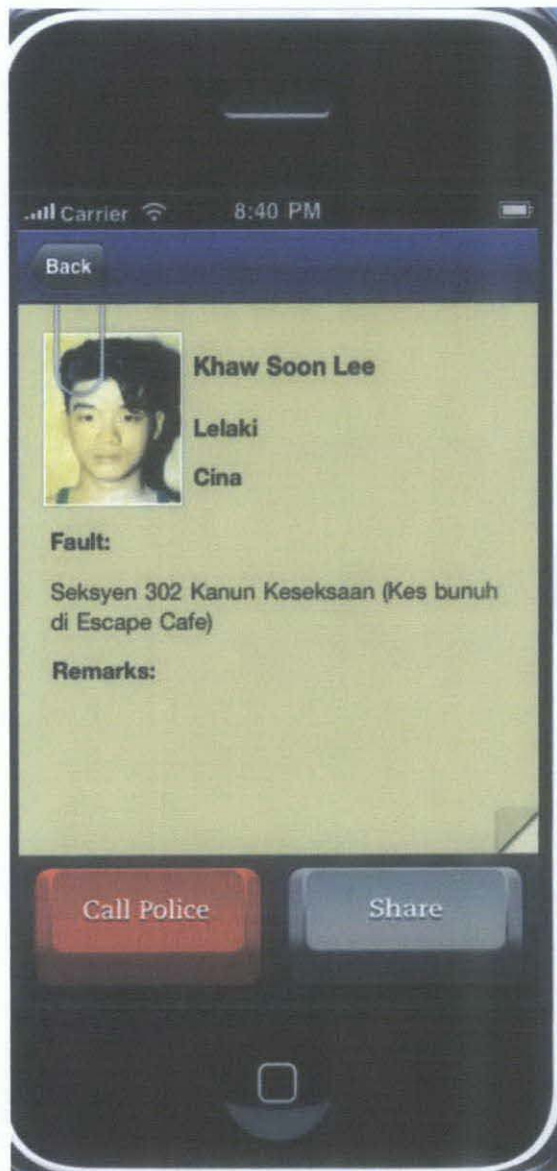 Carrier 8:40 PM
Back
Khaw Soon Lee
Lelaki
Cina
Fault:
Seksyen 302 Kanun Keseksaan (Kes bunuh
di Escape Cafe)
Remarks:
Call Police
Share